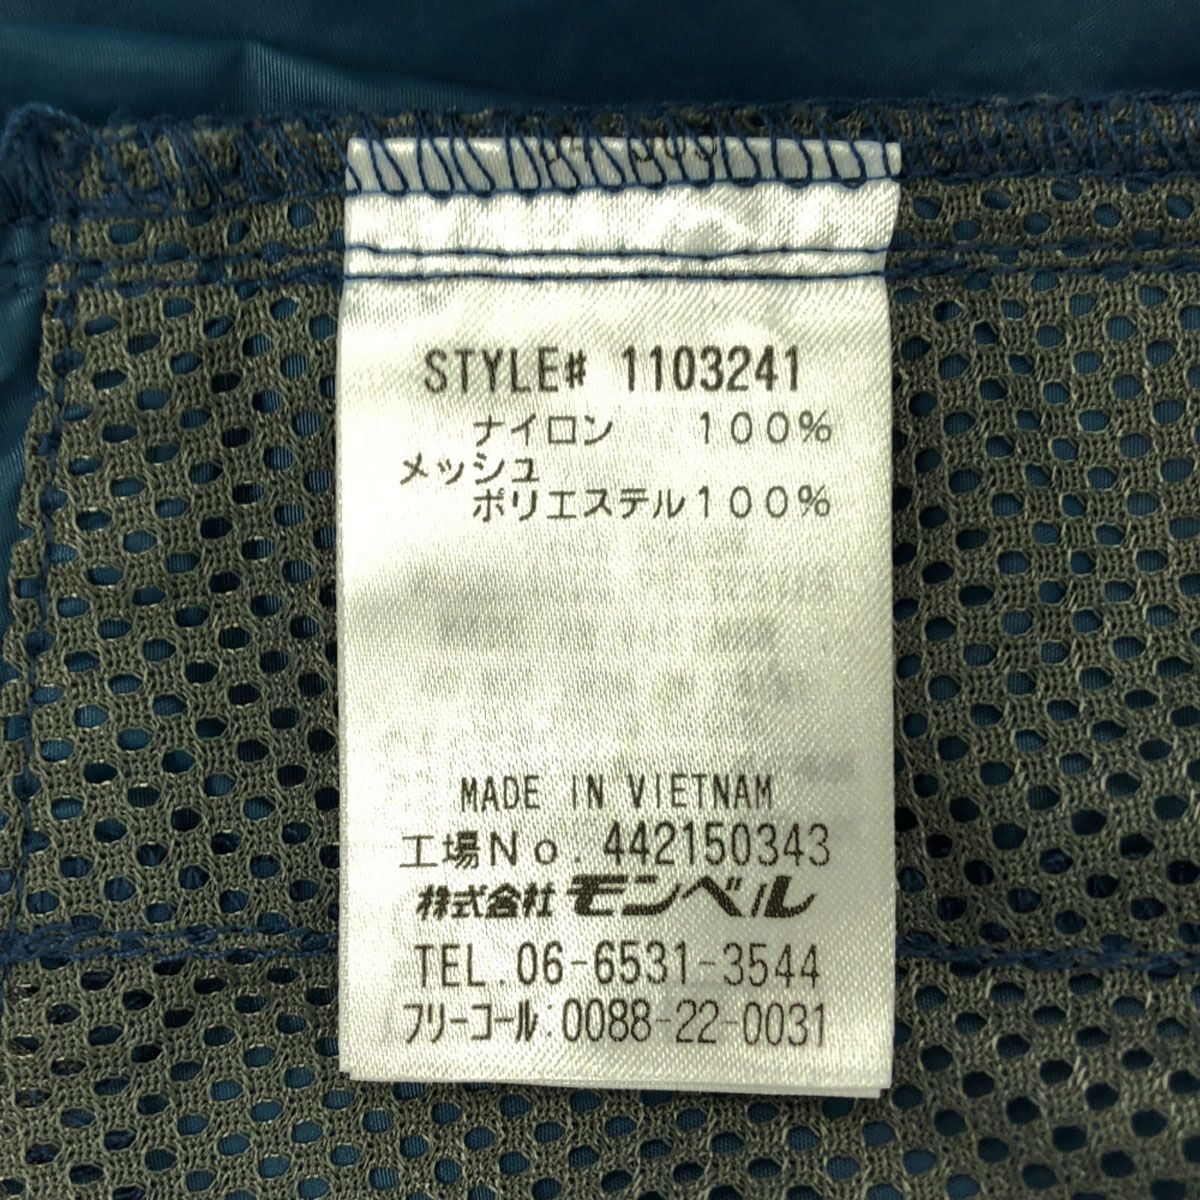 STYLE# 1103241
ナイロン 100%
メッシュ
ポリエステル100%
MADE IN VIETNAM
工場No. 442150343
株式会社 モンベル
TEL. 06-6531-3544
フリーコール:0088-22-0031